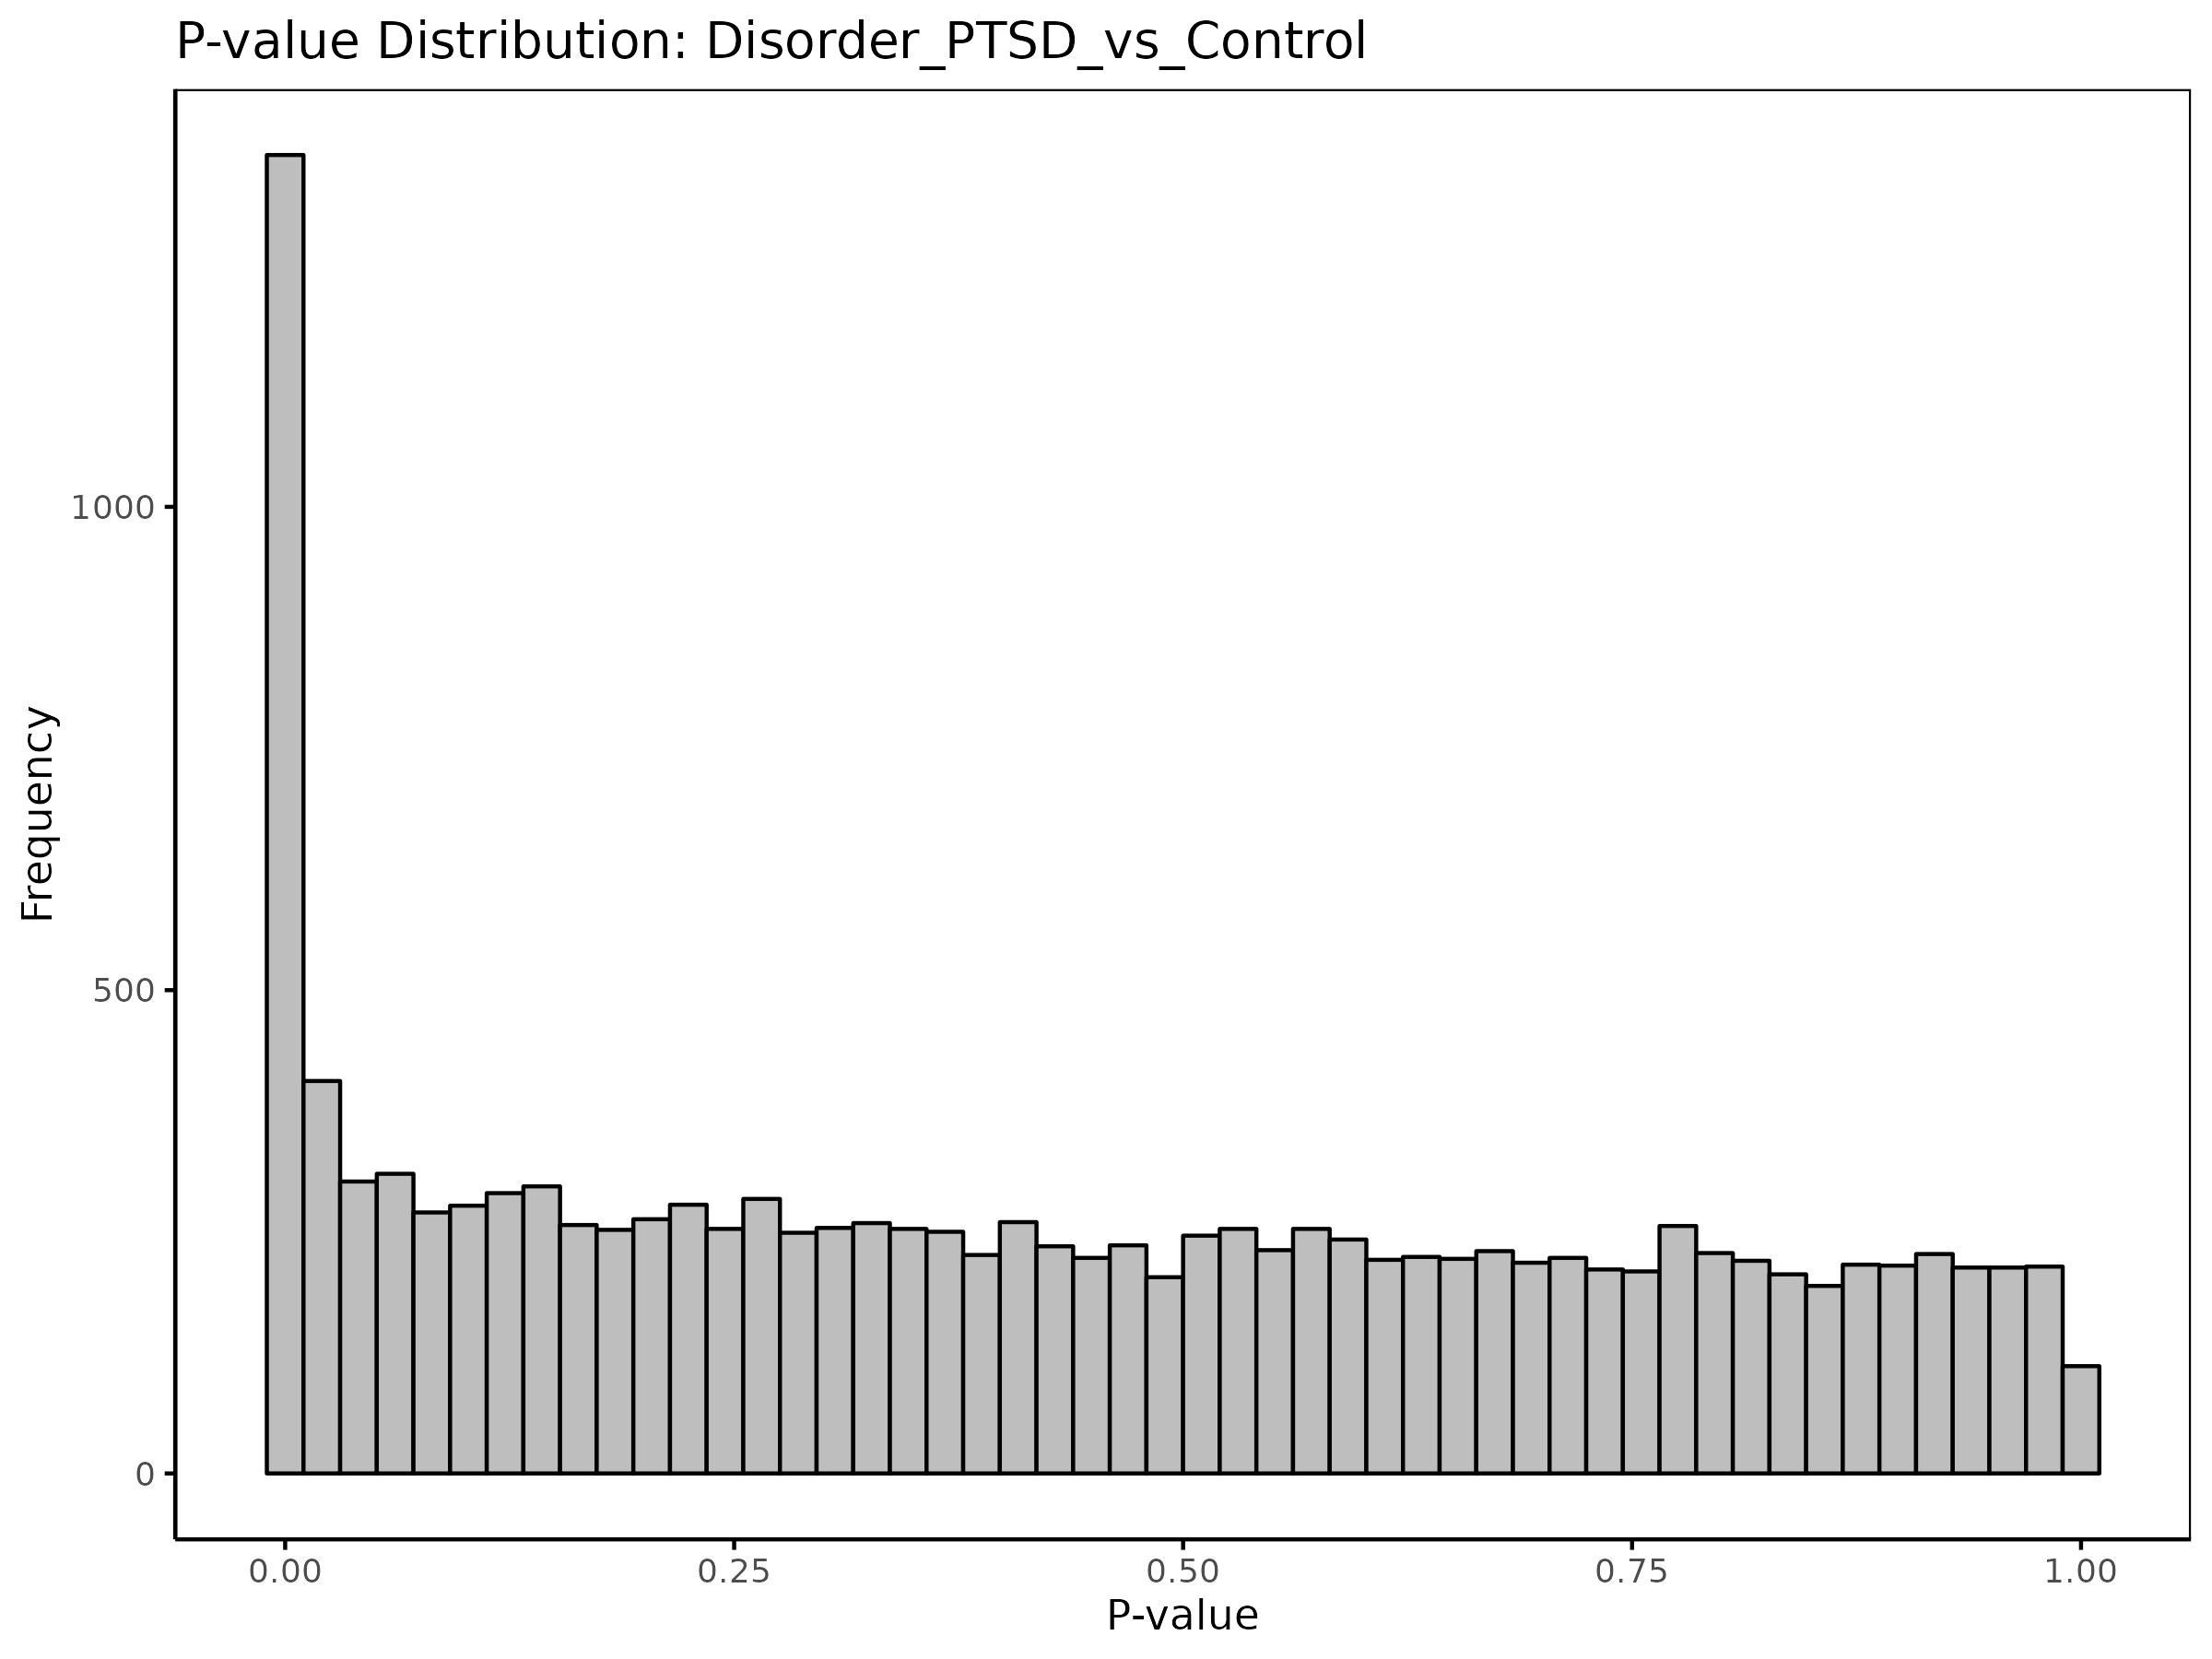 P-value Distribution: Disorder_PTSD_vs_Control
Frequency
1000
500
0
0.00 0.25 0.50 0.75 1.00
P-value